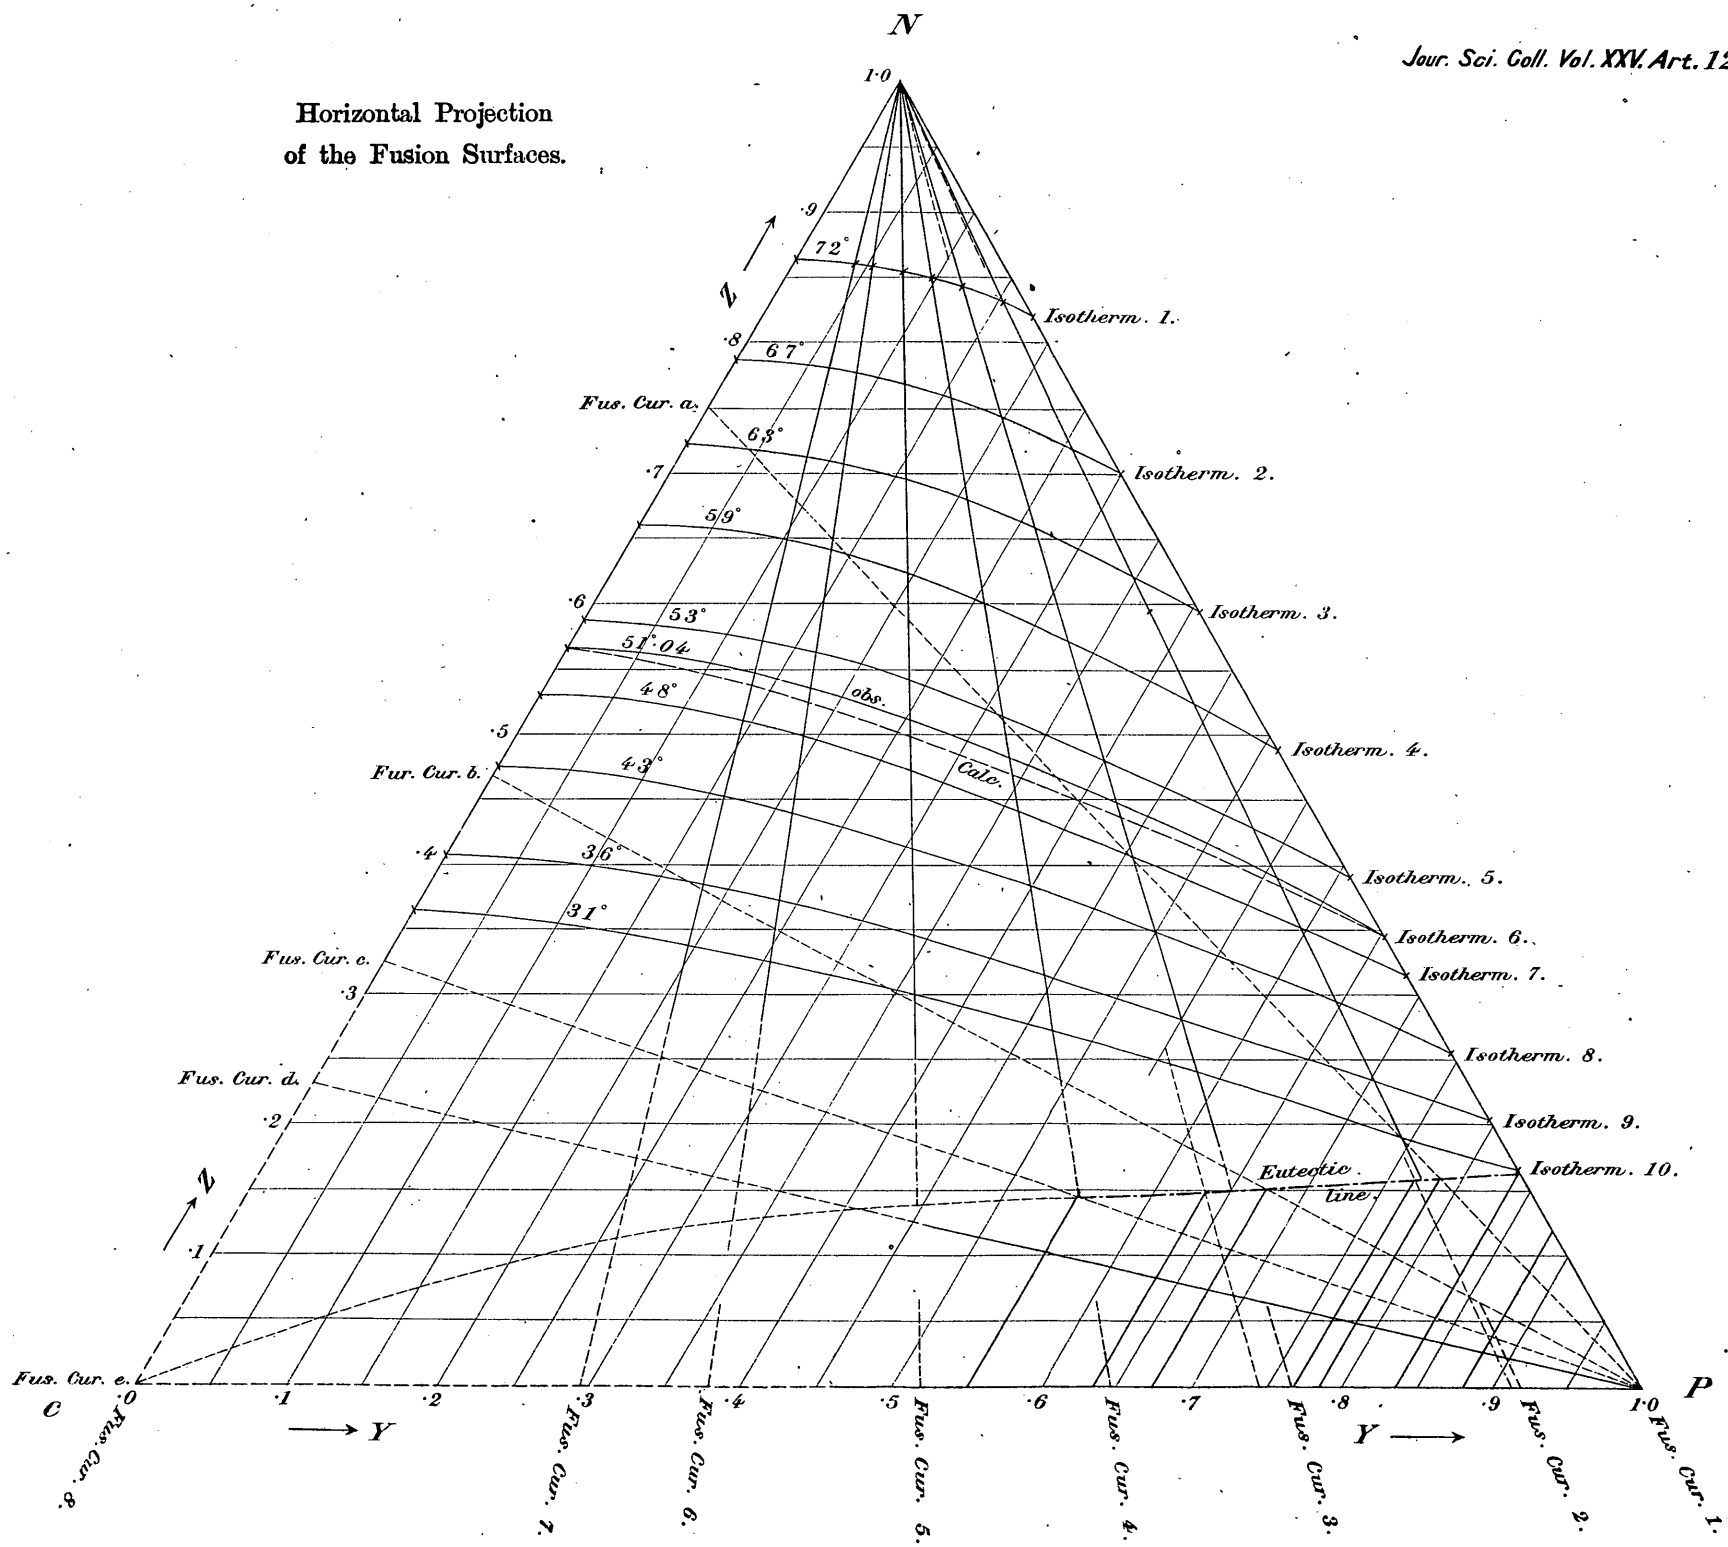 N
Jour. Sci. Coll. Vol. XXV. Art. 12
Horizontal Projection
of the Fusion Surfaces.
1·0
·9
72°
Z
Isotherm. 1.
·8
67°
Fus. Cur. a.
63°
·7
Isotherm. 2.
59°
·6
53°
Isotherm. 3.
51°·04
48°
obs.
·5
Isotherm. 4.
Fur. Cur. b.
43°
Calc.
·4
36°
Isotherm. 5.
31°
Isotherm. 6.
Fus. Cur. c.
Isotherm. 7.
·3
Isotherm. 8.
Fus. Cur. d.
·2
Isotherm. 9.
Z
Eutectic
line.
Isotherm. 10.
·1
Fus. Cur. e.
·0
·1
·2
·3
·4
·5
·6
·7
·8
·9
1·0
C
P
Y
Y
Fus. Cur. 8.
Fus. Cur. 7.
Fus. Cur. 6.
Fus. Cur. 5.
Fus. Cur. 4.
Fus. Cur. 3.
Fus. Cur. 2.
Fus. Cur. 1.